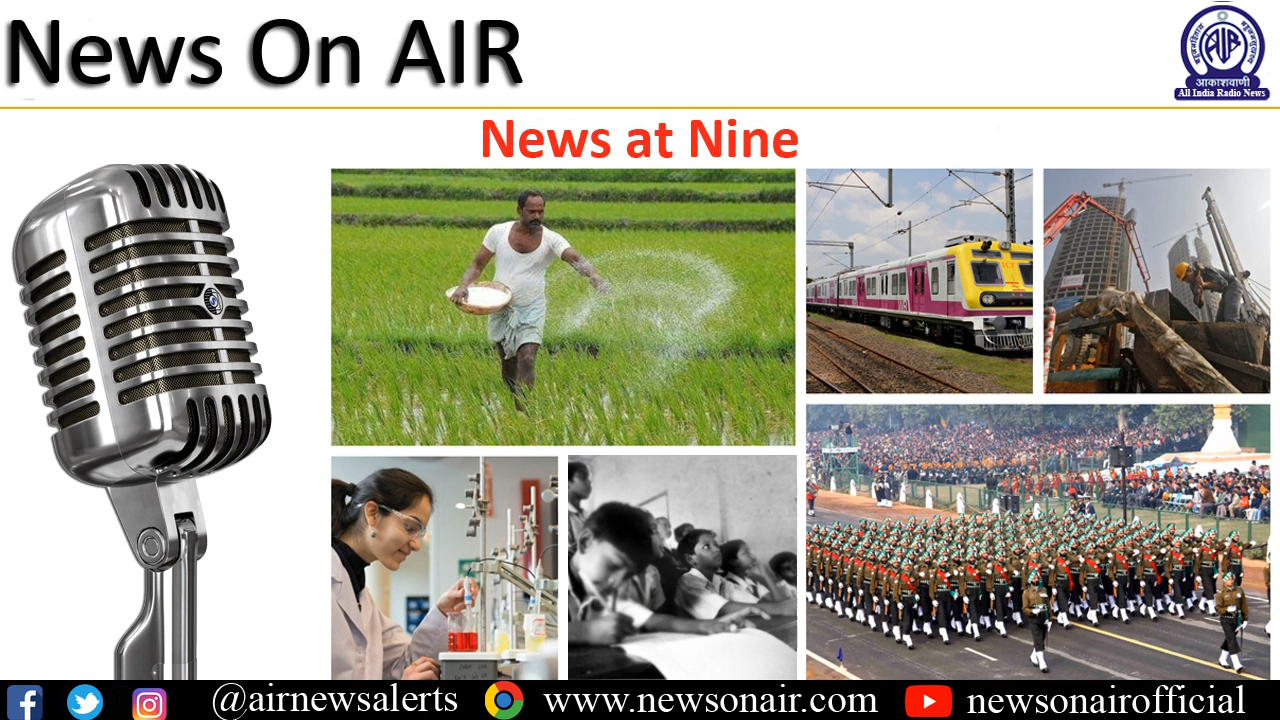 News On AIR
आकाशवाणी
All India Radio News
News at Nine
@airnewsalerts
www.newsonair.com
newsonairofficial